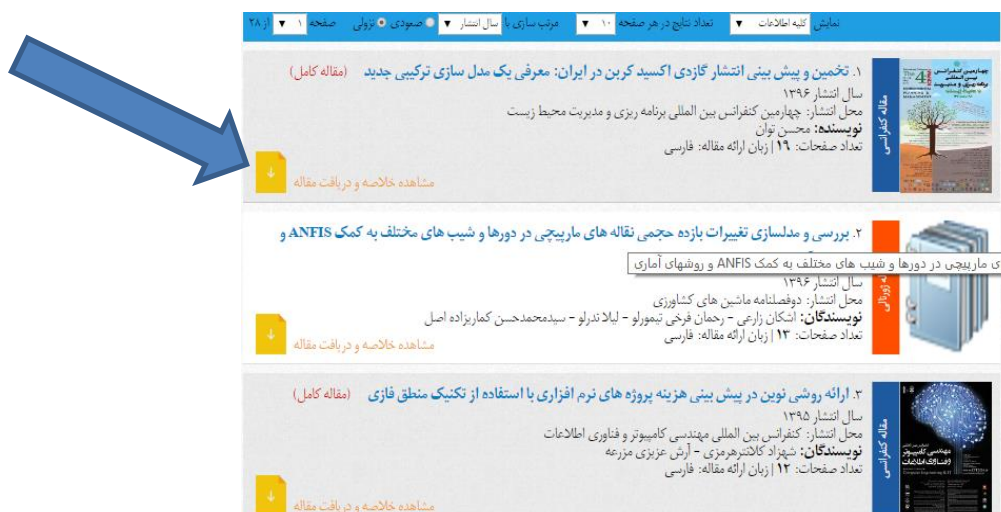 نمایش کلیه اطلاعات تعداد نتایج در هر صفحه ۱۰ مرتب سازی با سال انتشار صعودی نزولی صفحه ۱ از ۲۸
۱. تخمین و پیش بینی انتشار گازدی اکسید کربن در ایران: معرفی یک مدل سازی ترکیبی جدید (مقاله کامل)
سال انتشار ۱۳۹۶
محل انتشار: چهارمین کنفرانس بین المللی برنامه ریزی و مدیریت محیط زیست
نویسنده: محسن توان
تعداد صفحات: ۱۹ | زبان ارائه مقاله: فارسی
مشاهده خلاصه و دریافت مقاله
مقاله کنفرانسی
۲. بررسی و مدلسازی تغییرات بازده حجمی نقاله های مارپیچی در دورها و شیب های مختلف به کمک ANFIS و
ی مارپیچی در دورها و شیب های مختلف به کمک ANFIS و روشهای آماری
سال انتشار ۱۳۹۶
محل انتشار: دوفصلنامه ماشین های کشاورزی
نویسندگان: اشکان زارعی - رحمان فرخی تیمورلو - لیلا ندرلو - سیدمحمدحسن کماریزاده اصل
تعداد صفحات: ۱۳ | زبان ارائه مقاله: فارسی
مشاهده خلاصه و دریافت مقاله
ژورنالی
۳. ارائه روشی نوین در پیش بینی هزینه پروژه های نرم افزاری با استفاده از تکنیک منطق فازی (مقاله کامل)
سال انتشار ۱۳۹۵
محل انتشار: کنفرانس بین المللی مهندسی کامپیوتر و فناوری اطلاعات
نویسندگان: شهزاد کلانترهرمزی - آرش عزیزی مزرعه
تعداد صفحات: ۱۲ | زبان ارائه مقاله: فارسی
مشاهده خلاصه و دریافت مقاله
مقاله کنفرانسی
مهندسی کامپیوتر
وفناوری اطلاعات